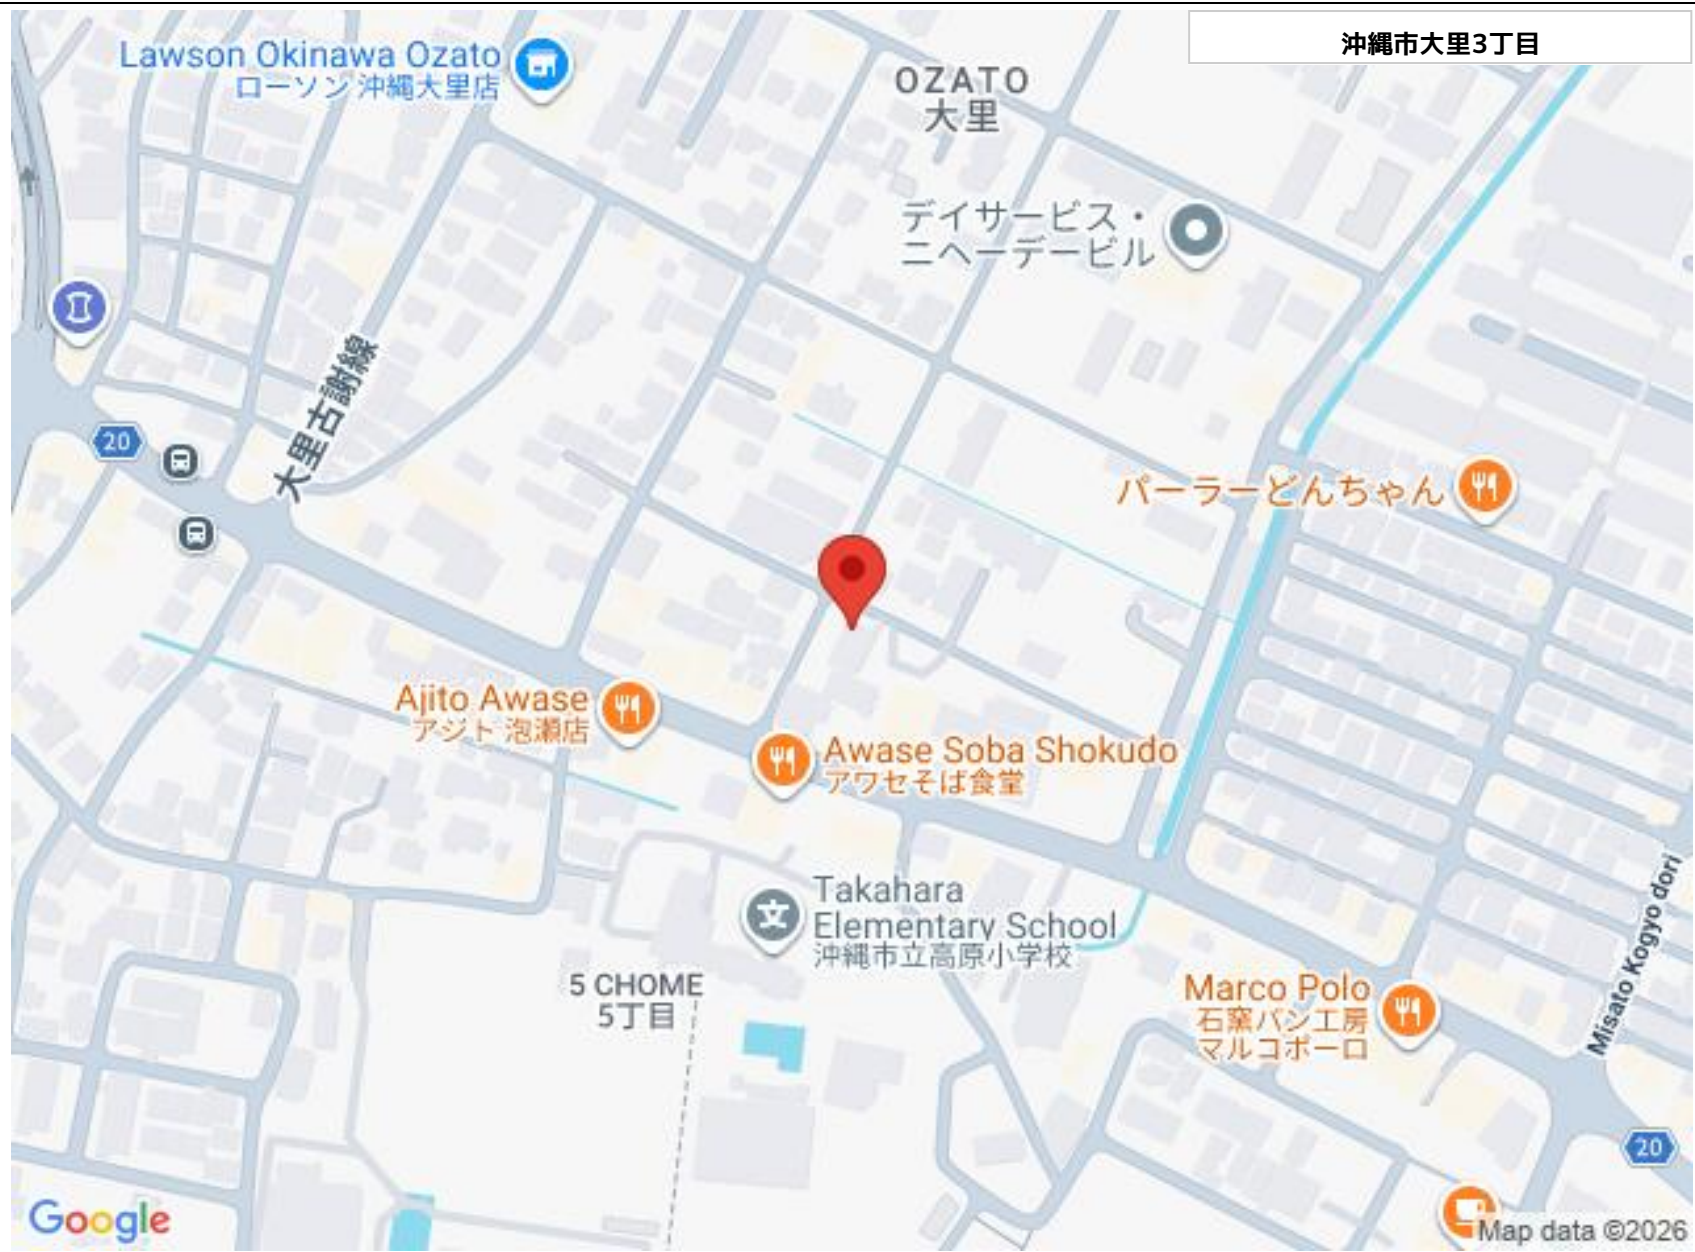 沖縄市大里3丁目
Lawson Okinawa Ozato
ローソン 沖縄大里店
OZATO
大里
デイサービス・
ニヘーデービル
大里古謝線
20
パーラーどんちゃん
Ajito Awase
アジト 泡瀬店
Awase Soba Shokudo
アワセそば食堂
Takahara
Elementary School
沖縄市立高原小学校
文
5 CHOME
5丁目
Marco Polo
石窯パン工房
マルコポーロ
Misato Kogyo dori
20
Google
Map data ©2026